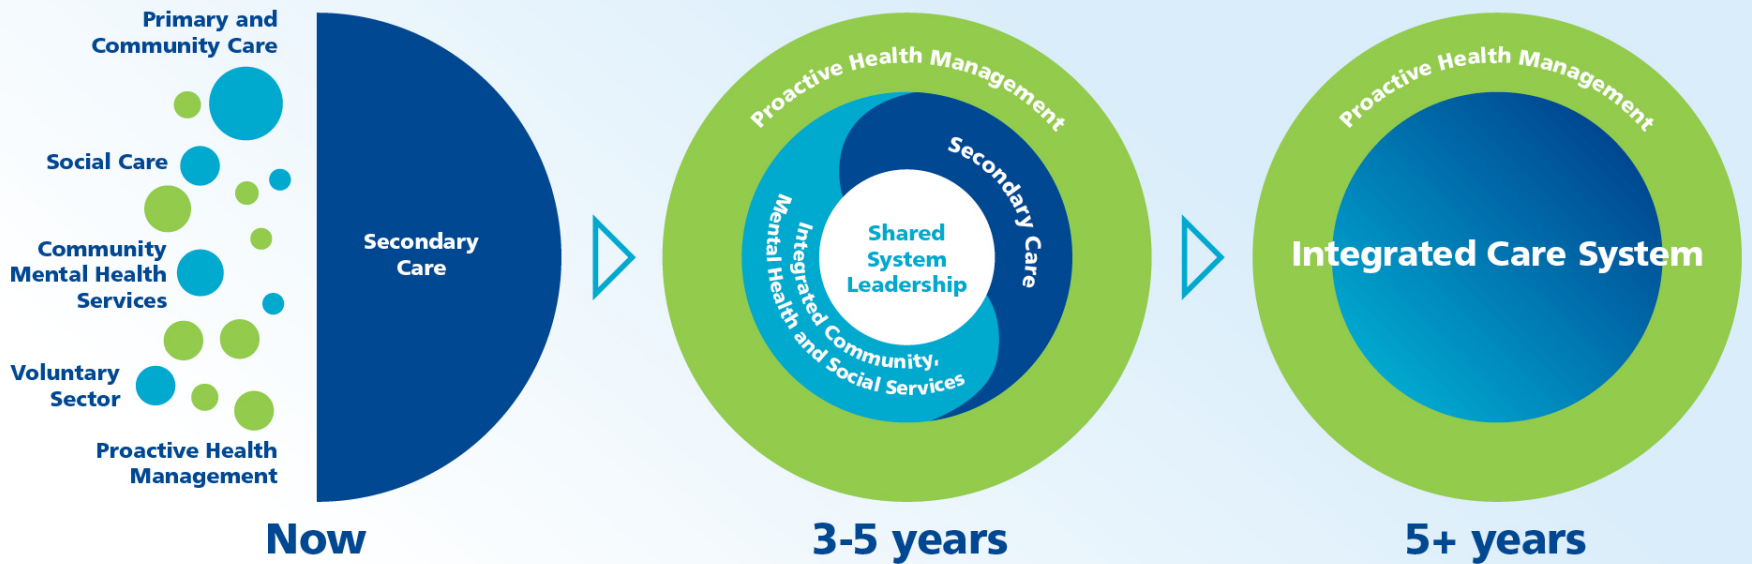 Primary and
Community Care
Social Care
Community
Mental Health
Services
Voluntary
Sector
Proactive Health
Management
Secondary
Care
Now
Proactive Health Management
Secondary Care
Integrated Community,
Mental Health and Social Services
Shared
System
Leadership
3-5 years
Proactive Health Management
Integrated Care System
5+ years